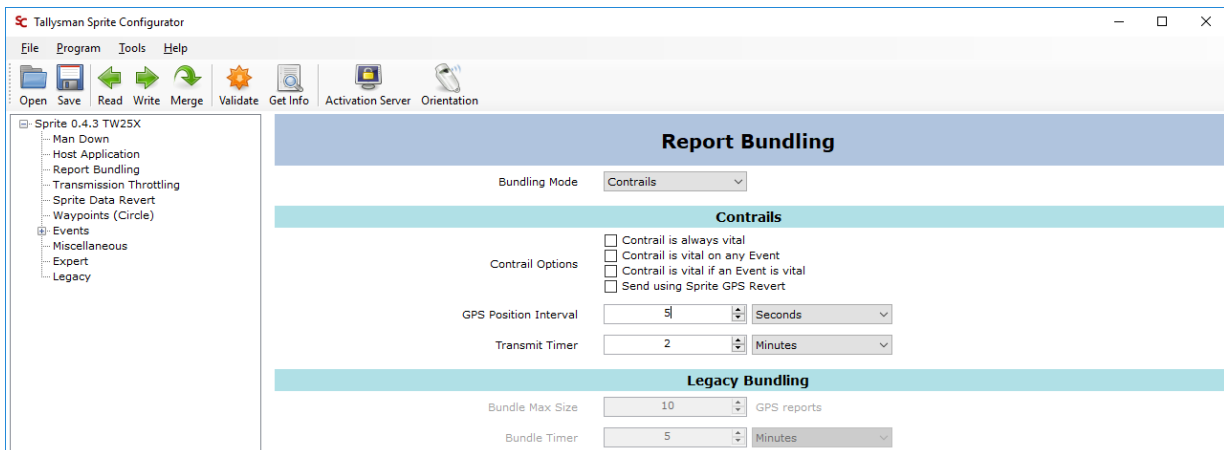 SC Tallysman Sprite Configurator
File Program Tools Help
Open Save Read Write Merge Validate Get Info Activation Server Orientation
Sprite 0.4.3 TW25X
Man Down
Host Application
Report Bundling
Transmission Throttling
Sprite Data Revert
Waypoints (Circle)
Events
Miscellaneous
Expert
Legacy
Report Bundling
Bundling Mode Contrails
Contrails
Contrail Options
Contrail is always vital
Contrail is vital on any Event
Contrail is vital if an Event is vital
Send using Sprite GPS Revert
GPS Position Interval 5 Seconds
Transmit Timer 2 Minutes
Legacy Bundling
Bundle Max Size 10 GPS reports
Bundle Timer 5 Minutes